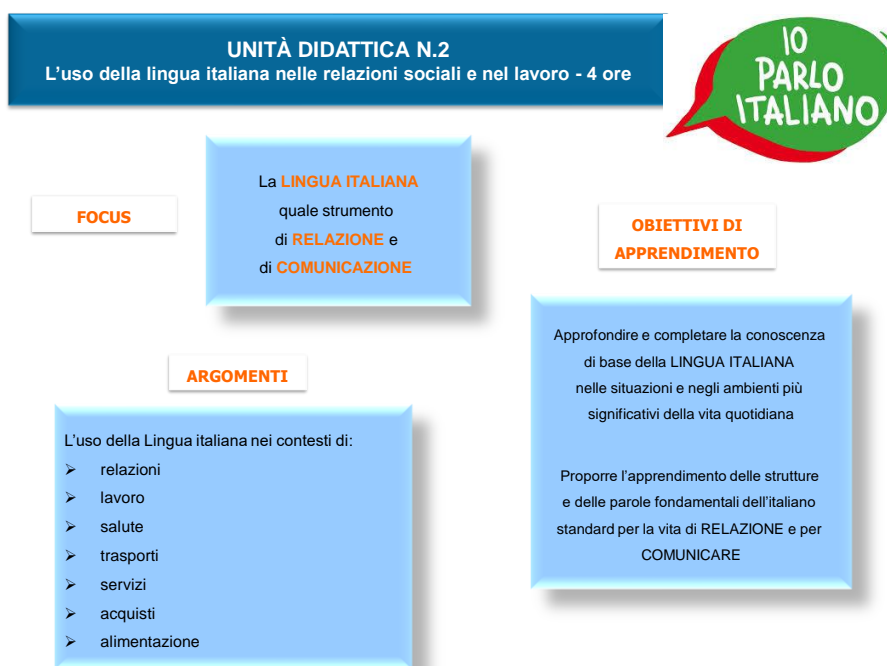 UNITÀ DIDATTICA N.2
L'uso della lingua italiana nelle relazioni sociali e nel lavoro - 4 ore
IO
PARLO
ITALIANO
La LINGUA ITALIANA
quale strumento
di RELAZIONE e
di COMUNICAZIONE
FOCUS
OBIETTIVI DI
APPRENDIMENTO
Approfondire e completare la conoscenza
di base della LINGUA ITALIANA
nelle situazioni e negli ambienti più
significativi della vita quotidiana
Proporre l'apprendimento delle strutture
e delle parole fondamentali dell'italiano
standard per la vita di RELAZIONE e per
COMUNICARE
ARGOMENTI
L'uso della Lingua italiana nei contesti di:
➢ relazioni
➢ lavoro
➢ salute
➢ trasporti
➢ servizi
➢ acquisti
➢ alimentazione